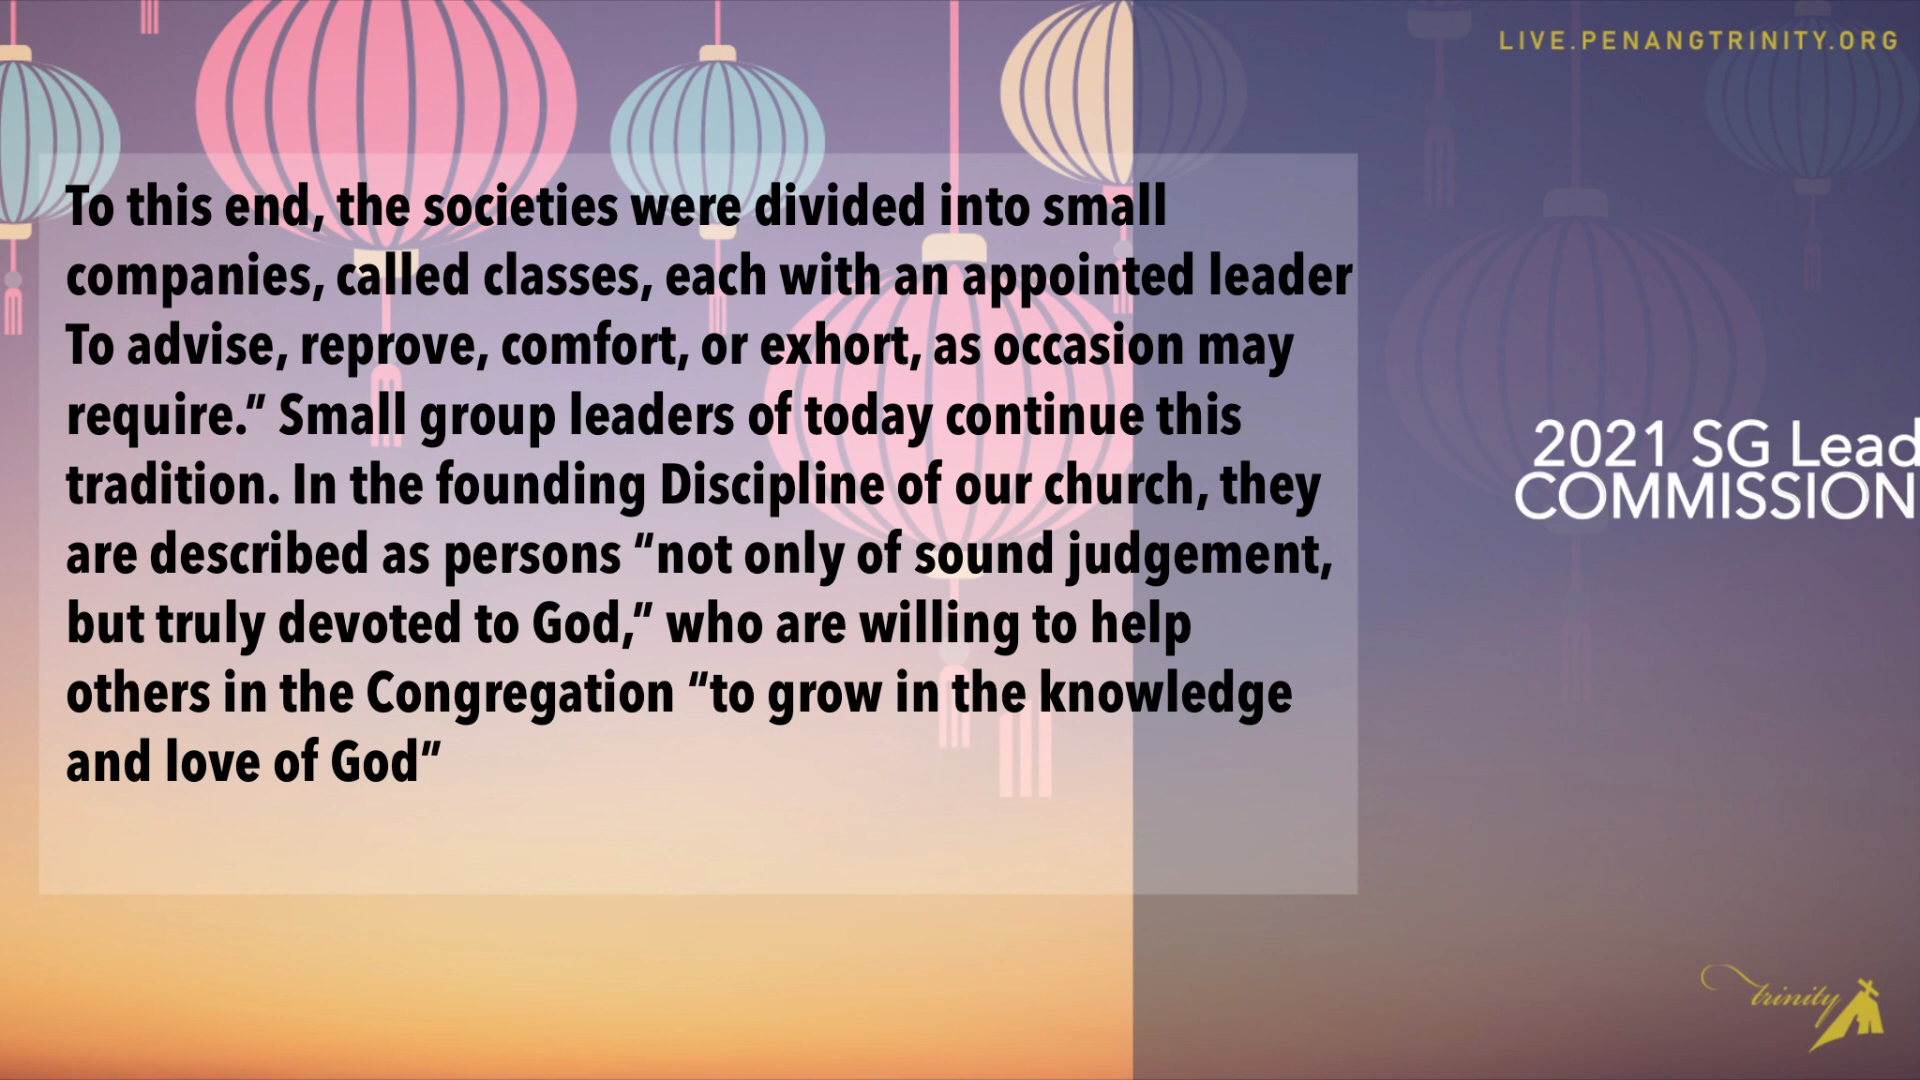 LIVE.PENANGTRINITY.ORG
To this end, the societies were divided into small
companies, called classes, each with an appointed leader
To advise, reprove, comfort, or exhort, as occasion may
require.” Small group leaders of today continue this
tradition. In the founding Discipline of our church, they
are described as persons “not only of sound judgement,
but truly devoted to God,” who are willing to help
others in the Congregation “to grow in the knowledge
and love of God”
2021 SG Lead
COMMISSION
trinity